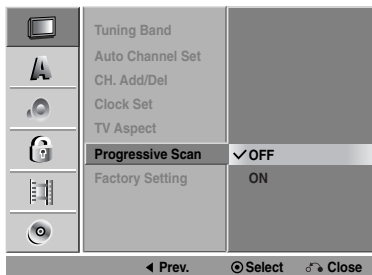 Tuning Band
Auto Channel Set
CH. Add/Del
Clock Set
TV Aspect
Progressive Scan ✓OFF
Factory Setting ON
◀ Prev. ⦿ Select Close